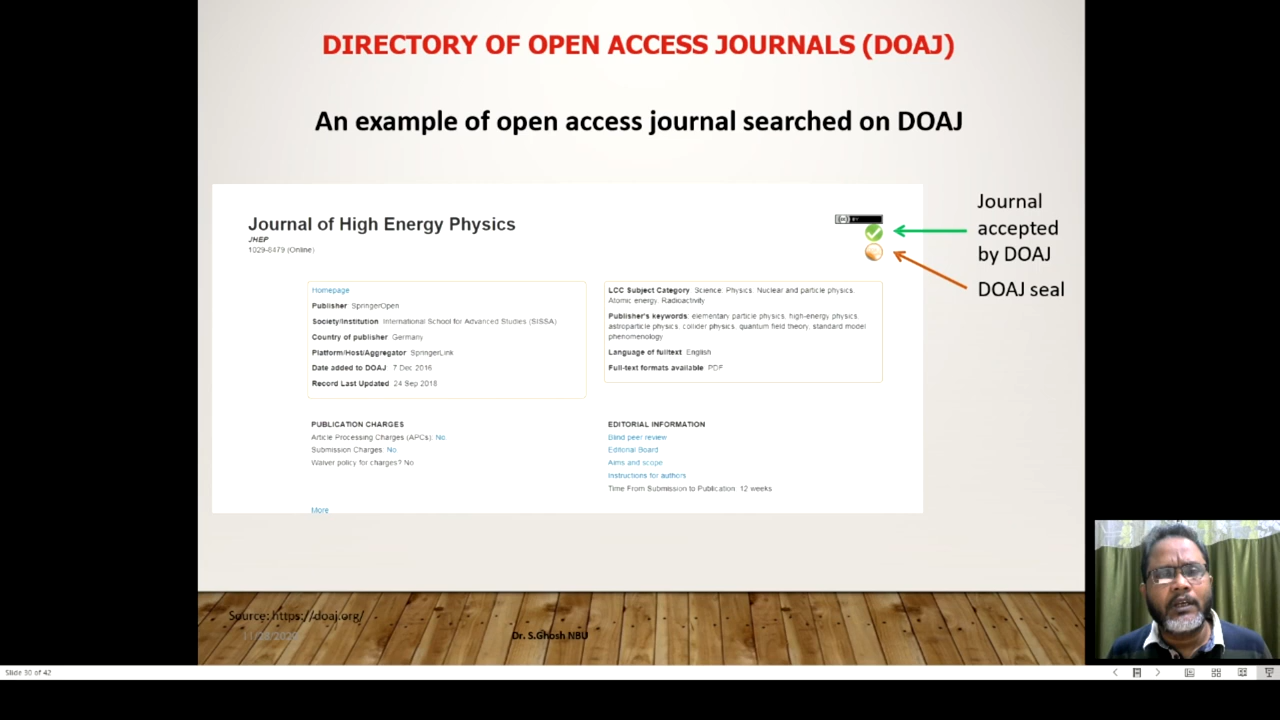 DIRECTORY OF OPEN ACCESS JOURNALS (DOAJ)
An example of open access journal searched on DOAJ
Journal of High Energy Physics
JHEP
1029-8479 (Online)
Journal
accepted
by DOAJ
DOAJ seal
Homepage
Publisher SpringerOpen
Society/Institution International School for Advanced Studies (SISSA)
Country of publisher Germany
Platform/Host/Aggregator SpringerLink
Date added to DOAJ 7 Dec 2016
Record Last Updated 24 Sep 2018
LCC Subject Category Science: Physics: Nuclear and particle physics.
Atomic energy. Radioactivity
Publisher's keywords: elementary particle physics, high-energy physics,
astroparticle physics, collider physics, quantum field theory, standard model
phenomenology
Language of fulltext English
Full-text formats available PDF
PUBLICATION CHARGES
Article Processing Charges (APCs): No
Submission Charges: No
Waiver policy for charges? No
More
EDITORIAL INFORMATION
Blind peer review
Editorial Board
Aims and scope
Instructions for authors
Time From Submission to Publication 12 weeks
Source: https://doaj.org/
Dr. S.Ghosh NBU
Slide 30 of 42